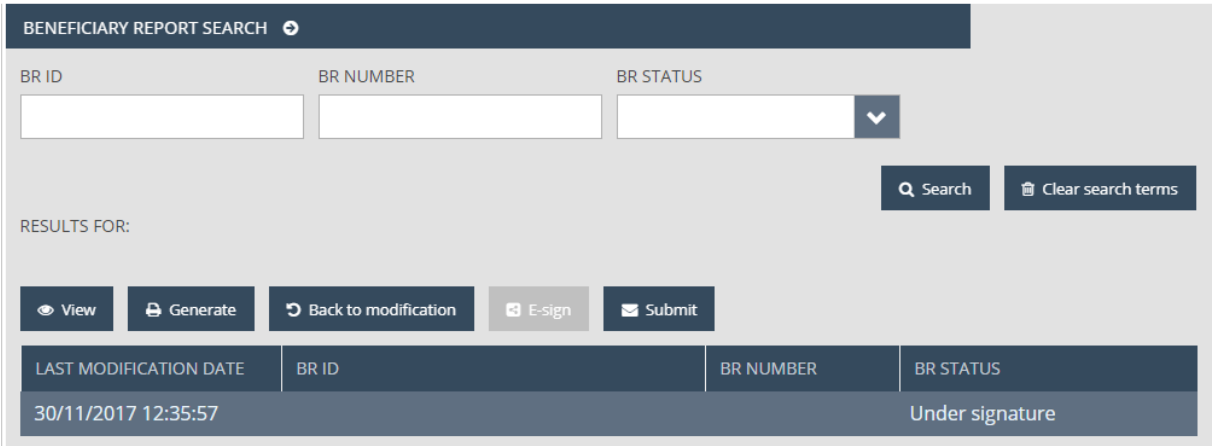 BENEFICIARY REPORT SEARCH
BR ID BR NUMBER BR STATUS
Search Clear search terms
RESULTS FOR:
View Generate Back to modification E-sign Submit
LAST MODIFICATION DATE BR ID BR NUMBER BR STATUS
30/11/2017 12:35:57 Under signature